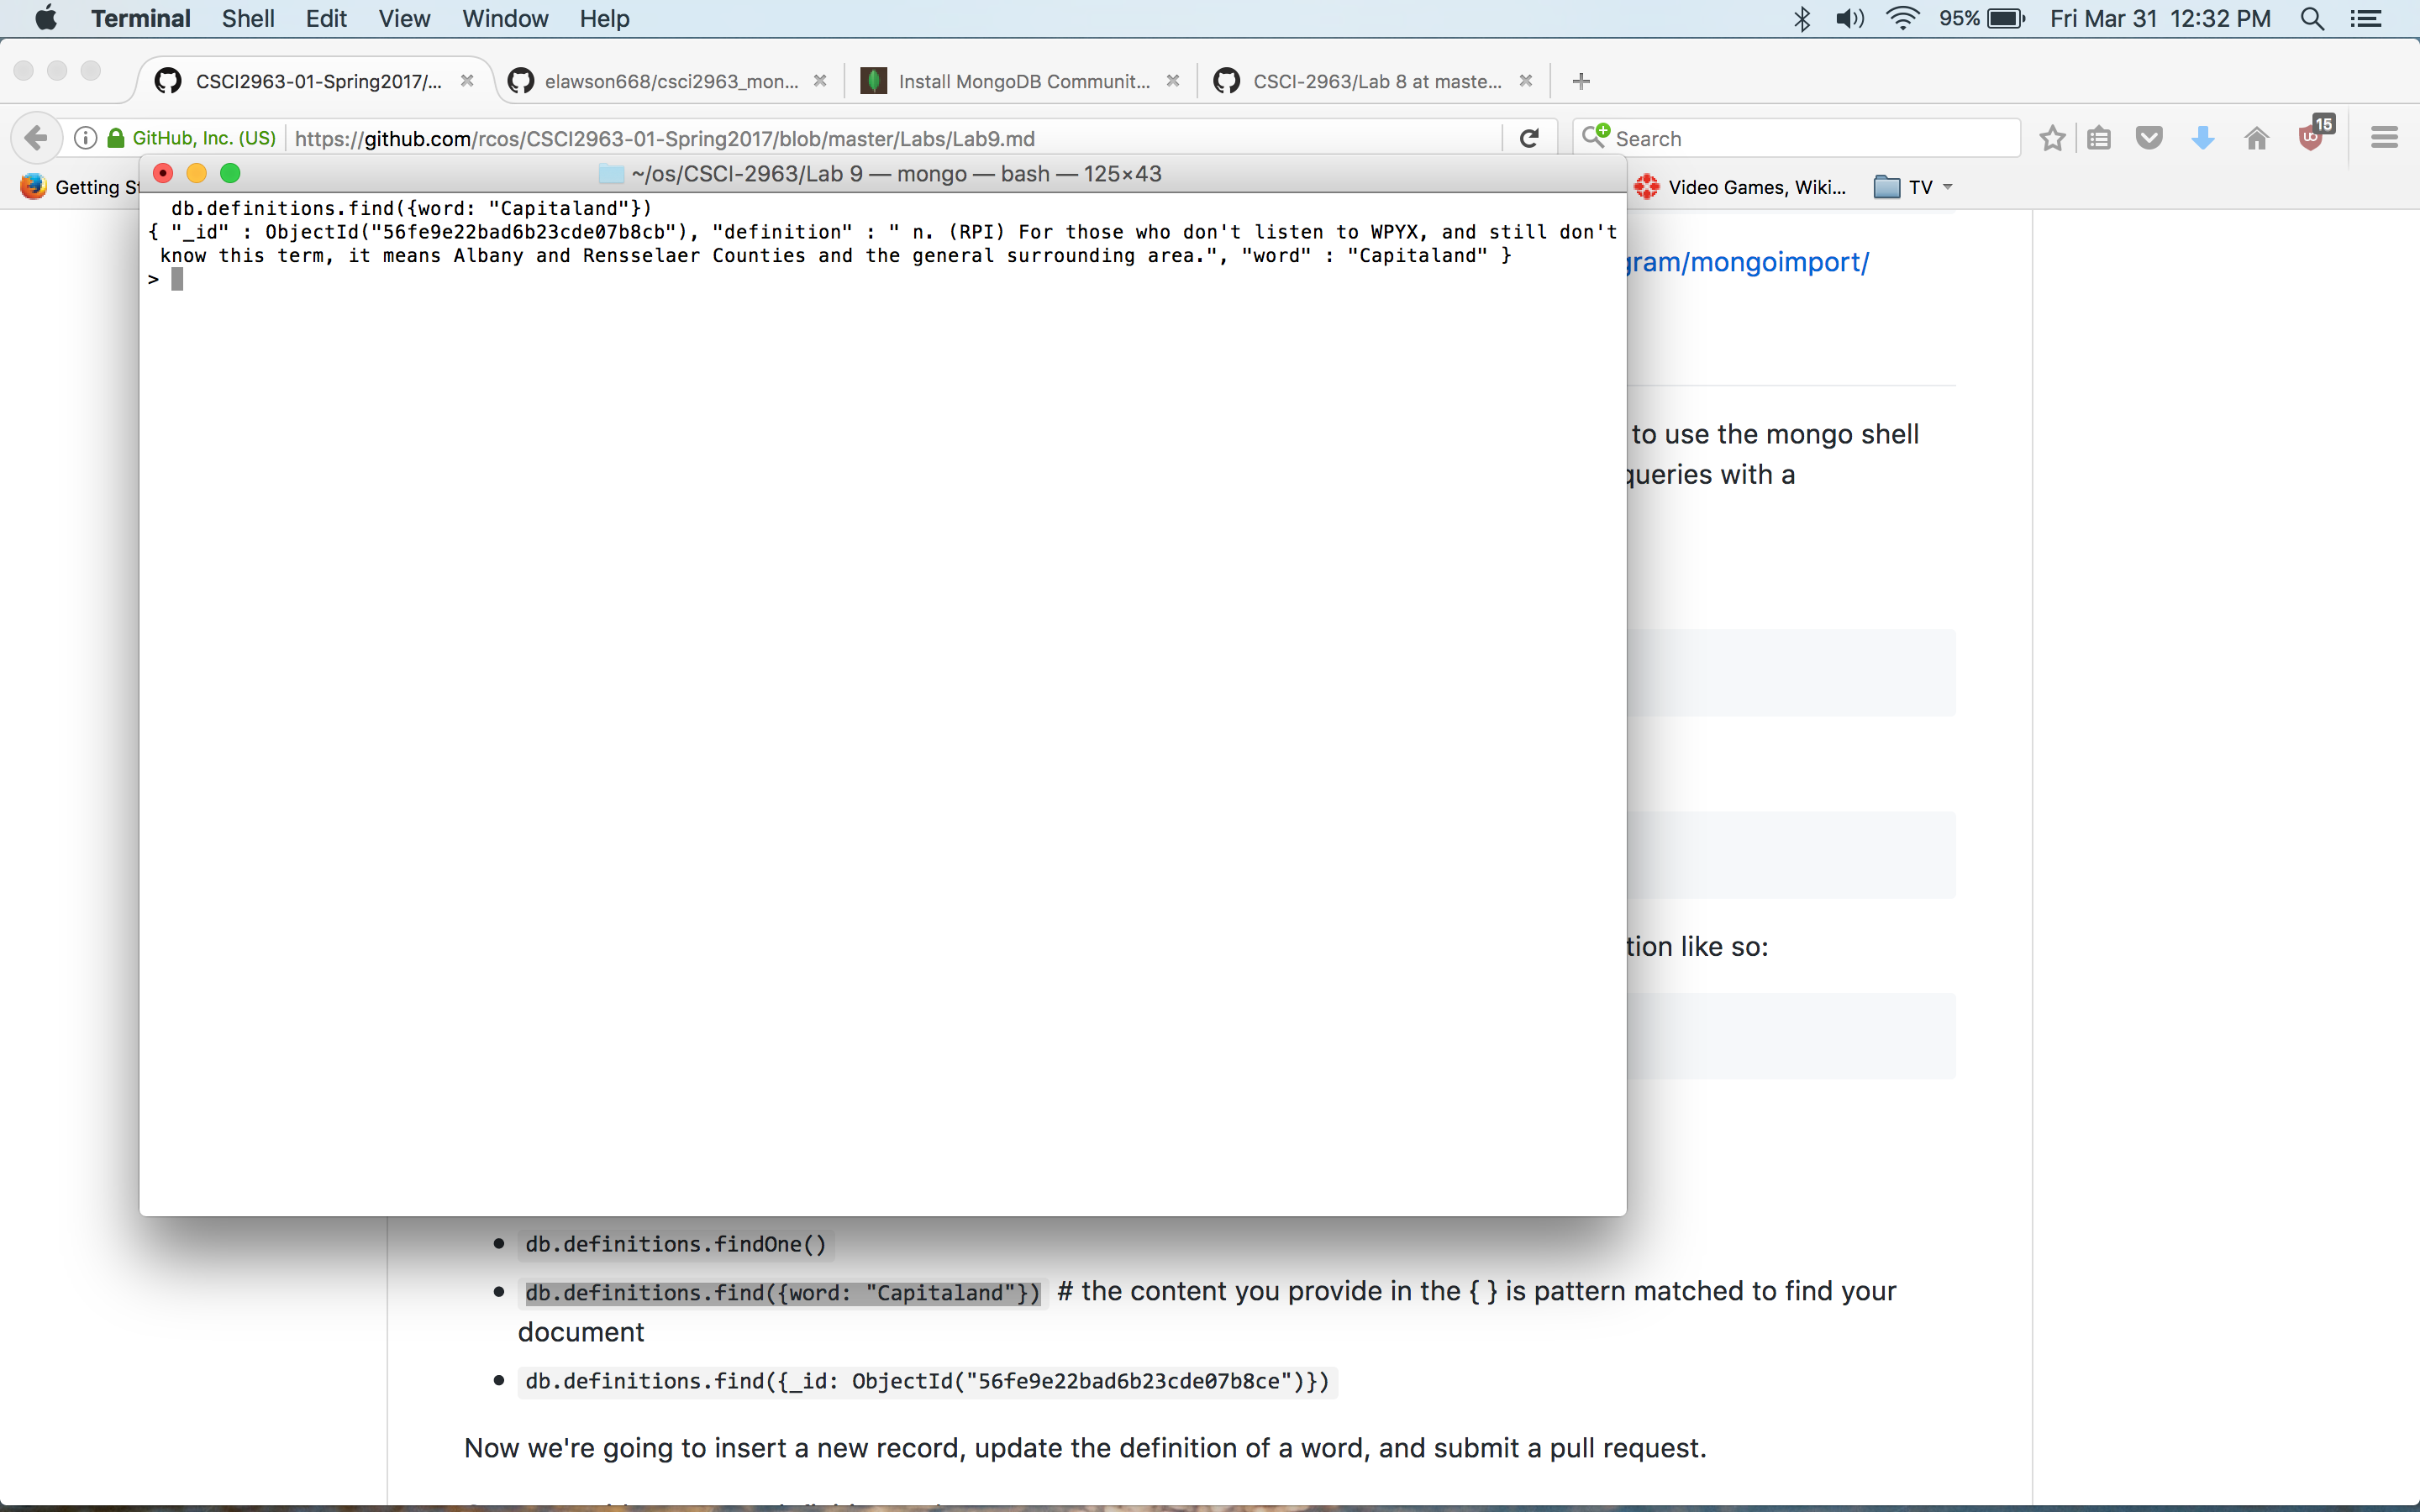 Terminal Shell Edit View Window Help 95% Fri Mar 31 12:32 PM
CSCI2963-01-Spring2017/... elawson668/csci2963_mon... Install MongoDB Communit... CSCI-2963/Lab 8 at maste...
GitHub, Inc. (US) https://github.com/rcos/CSCI2963-01-Spring2017/blob/master/Labs/Lab9.md Search 15
Getting St Video Games, Wiki... TV
~/os/CSCI-2963/Lab 9 — mongo — bash — 125×43
db.definitions.find({word: "Capitaland"})
{ "_id" : ObjectId("56fe9e22bad6b23cde07b8cb"), "definition" : " n. (RPI) For those who don't listen to WPYX, and still don't
know this term, it means Albany and Rensselaer Counties and the general surrounding area.", "word" : "Capitaland" }
>
gram/mongoimport/
to use the mongo shell
queries with a
tion like so:
• db.definitions.findOne()
• db.definitions.find({word: "Capitaland"}) # the content you provide in the { } is pattern matched to find your
document
• db.definitions.find({_id: ObjectId("56fe9e22bad6b23cde07b8ce")})
Now we're going to insert a new record, update the definition of a word, and submit a pull request.